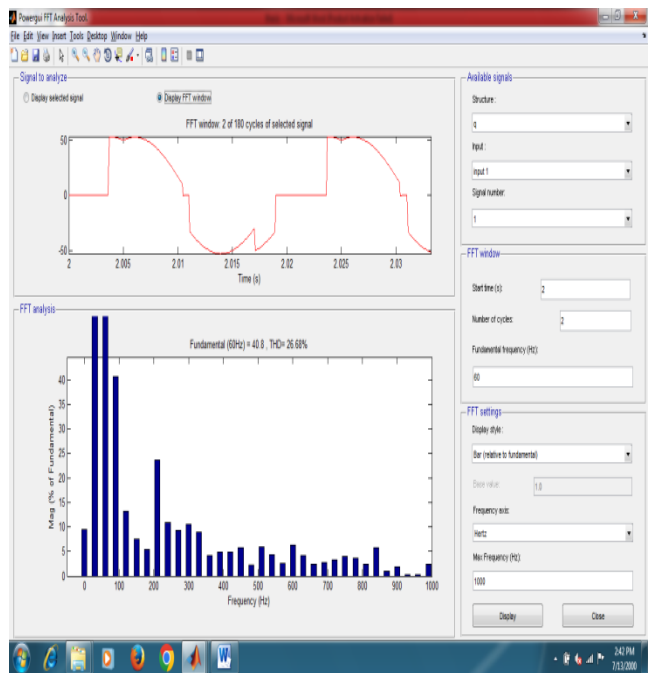 Powergui FFT Analysis Tool.
File Edit View Insert Tools Desktop Window Help
Signal to analyze
Display selected signal
Display FFT window
FFT window: 2 of 180 cycles of selected signal
50
0
-50
2 2.005 2.01 2.015 2.02 2.025 2.03
Time (s)
FFT analysis
Fundamental (60Hz) = 40.8 , THD= 26.68%
40
35
30
25
20
15
10
5
0
Mag (% of Fundamental)
0 100 200 300 400 500 600 700 800 900 1000
Frequency (Hz)
Available signals
Structure :
q
Input :
input 1
Signal number:
1
FFT window
Start time (s):
2
Number of cycles:
2
Fundamental frequency (Hz):
60
FFT settings
Display style :
Bar (relative to fundamental)
Base value:
1.0
Frequency axis:
Hertz
Max Frequency (Hz):
1000
Display
Close
2:42 PM
7/13/2000